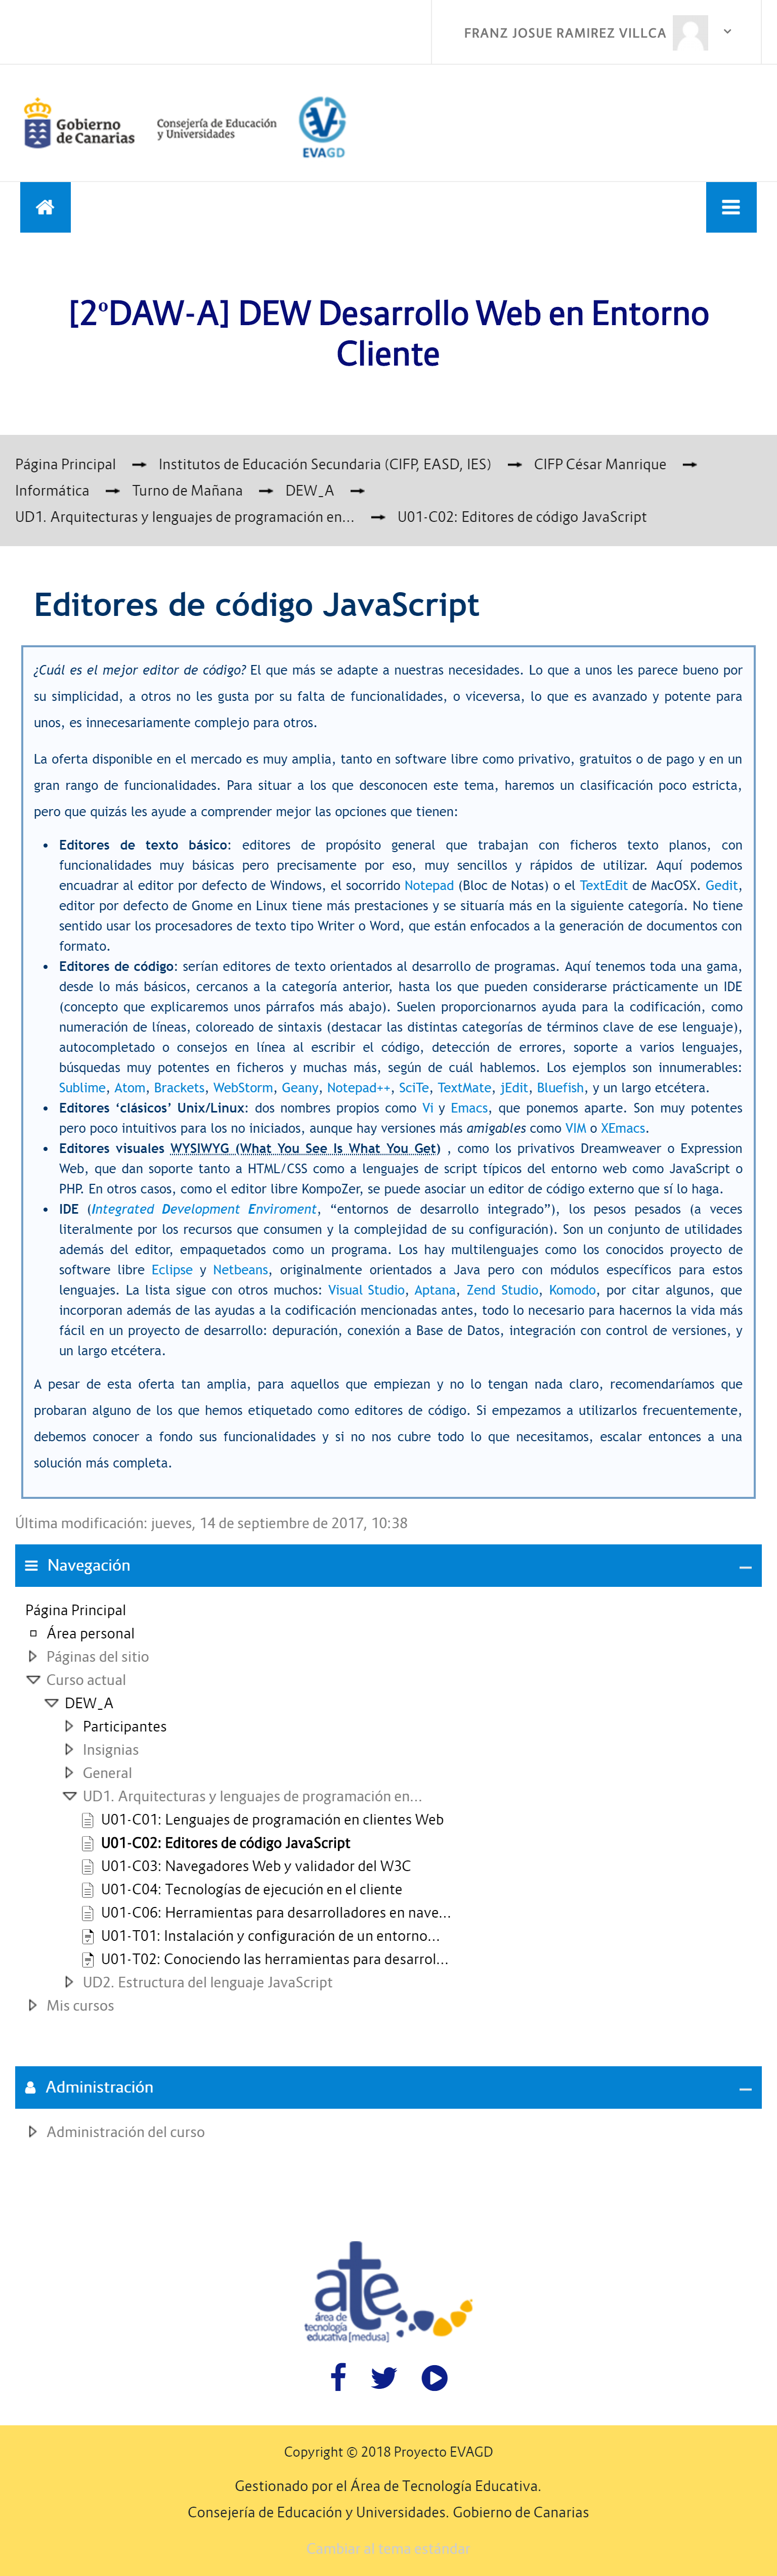 FRANZ JOSUE RAMIREZ VILLCA
Gobierno
de Canarias
Consejería de Educación
y Universidades
EVAGD
[2ºDAW-A] DEW Desarrollo Web en Entorno
Cliente
Página Principal Institutos de Educación Secundaria (CIFP, EASD, IES) CIFP César Manrique
Informática Turno de Mañana DEW_A
UD1. Arquitecturas y lenguajes de programación en... U01-C02: Editores de código JavaScript
Editores de código JavaScript
¿Cuál es el mejor editor de código? El que más se adapte a nuestras necesidades. Lo que a unos les parece bueno por
su simplicidad, a otros no les gusta por su falta de funcionalidades, o viceversa, lo que es avanzado y potente para
unos, es innecesariamente complejo para otros.
La oferta disponible en el mercado es muy amplia, tanto en software libre como privativo, gratuitos o de pago y en un
gran rango de funcionalidades. Para situar a los que desconocen este tema, haremos un clasificación poco estricta,
pero que quizás les ayude a comprender mejor las opciones que tienen:
• Editores de texto básico: editores de propósito general que trabajan con ficheros texto planos, con
funcionalidades muy básicas pero precisamente por eso, muy sencillos y rápidos de utilizar. Aquí podemos
encuadrar al editor por defecto de Windows, el socorrido Notepad (Bloc de Notas) o el TextEdit de MacOSX. Gedit,
editor por defecto de Gnome en Linux tiene más prestaciones y se situaría más en la siguiente categoría. No tiene
sentido usar los procesadores de texto tipo Writer o Word, que están enfocados a la generación de documentos con
formato.
• Editores de código: serían editores de texto orientados al desarrollo de programas. Aquí tenemos toda una gama,
desde lo más básicos, cercanos a la categoría anterior, hasta los que pueden considerarse prácticamente un IDE
(concepto que explicaremos unos párrafos más abajo). Suelen proporcionarnos ayuda para la codificación, como
numeración de líneas, coloreado de sintaxis (destacar las distintas categorías de términos clave de ese lenguaje),
autocompletado o consejos en línea al escribir el código, detección de errores, soporte a varios lenguajes,
búsquedas muy potentes en ficheros y muchas más, según de cuál hablemos. Los ejemplos son innumerables:
Sublime, Atom, Brackets, WebStorm, Geany, Notepad++, SciTe, TextMate, jEdit, Bluefish, y un largo etcétera.
• Editores ‘clásicos’ Unix/Linux: dos nombres propios como Vi y Emacs, que ponemos aparte. Son muy potentes
pero poco intuitivos para los no iniciados, aunque hay versiones más amigables como VIM o XEmacs.
• Editores visuales WYSIWYG (What You See Is What You Get) , como los privativos Dreamweaver o Expression
Web, que dan soporte tanto a HTML/CSS como a lenguajes de script típicos del entorno web como JavaScript o
PHP. En otros casos, como el editor libre KompoZer, se puede asociar un editor de código externo que sí lo haga.
• IDE (Integrated Development Enviroment, “entornos de desarrollo integrado”), los pesos pesados (a veces
literalmente por los recursos que consumen y la complejidad de su configuración). Son un conjunto de utilidades
además del editor, empaquetados como un programa. Los hay multilenguajes como los conocidos proyecto de
software libre Eclipse y Netbeans, originalmente orientados a Java pero con módulos específicos para estos
lenguajes. La lista sigue con otros muchos: Visual Studio, Aptana, Zend Studio, Komodo, por citar algunos, que
incorporan además de las ayudas a la codificación mencionadas antes, todo lo necesario para hacernos la vida más
fácil en un proyecto de desarrollo: depuración, conexión a Base de Datos, integración con control de versiones, y
un largo etcétera.
A pesar de esta oferta tan amplia, para aquellos que empiezan y no lo tengan nada claro, recomendaríamos que
probaran alguno de los que hemos etiquetado como editores de código. Si empezamos a utilizarlos frecuentemente,
debemos conocer a fondo sus funcionalidades y si no nos cubre todo lo que necesitamos, escalar entonces a una
solución más completa.
Última modificación: jueves, 14 de septiembre de 2017, 10:38
Navegación
Página Principal
Área personal
Páginas del sitio
Curso actual
DEW_A
Participantes
Insignias
General
UD1. Arquitecturas y lenguajes de programación en...
U01-C01: Lenguajes de programación en clientes Web
U01-C02: Editores de código JavaScript
U01-C03: Navegadores Web y validador del W3C
U01-C04: Tecnologías de ejecución en el cliente
U01-C06: Herramientas para desarrolladores en nave...
U01-T01: Instalación y configuración de un entorno...
U01-T02: Conociendo las herramientas para desarrol...
UD2. Estructura del lenguaje JavaScript
Mis cursos
Administración
Administración del curso
ate
área de
tecnología
educativa [medusa]
Copyright © 2018 Proyecto EVAGD
Gestionado por el Área de Tecnología Educativa.
Consejería de Educación y Universidades. Gobierno de Canarias
Cambiar al tema estándar